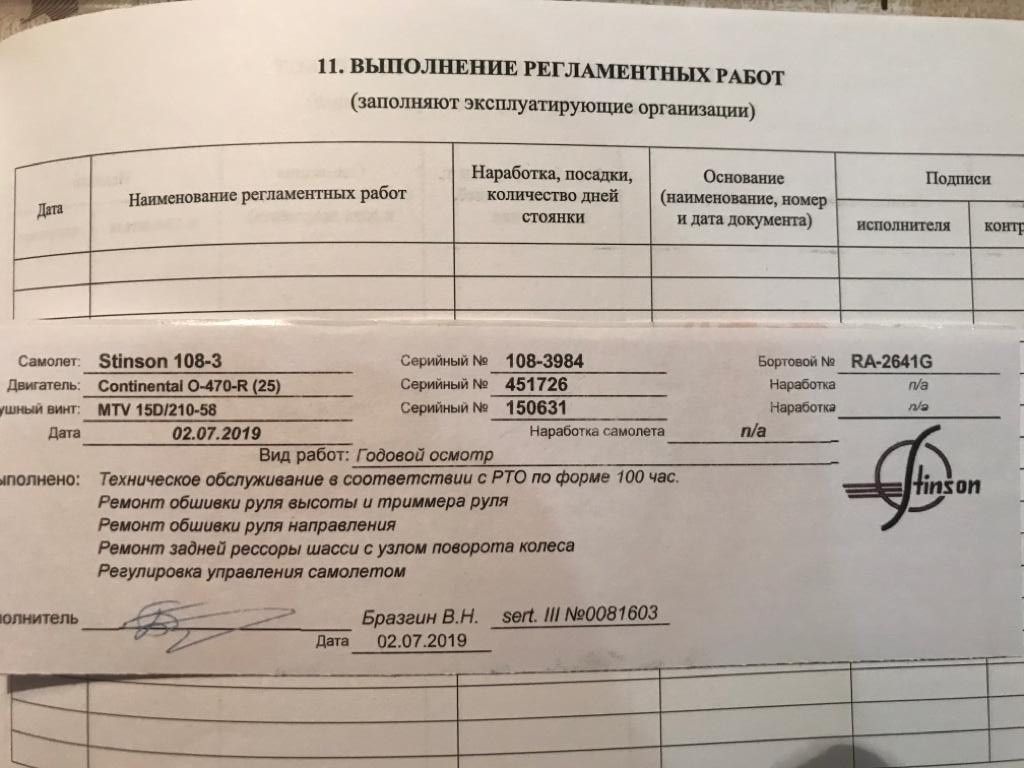 11. ВЫПОЛНЕНИЕ РЕГЛАМЕНТНЫХ РАБОТ
(заполняют эксплуатирующие организации)
Дата
Наименование регламентных работ
Наработка, посадки,
количество дней
стоянки
Основание
(наименование, номер
и дата документа)
Подписи
исполнителя
контр
Самолет: Stinson 108-3 Серийный № 108-3984 Бортовой № RA-2641G
Двигатель: Continental O-470-R (25) Серийный № 451726 Наработка n/a
ушный винт: MTV 15D/210-58 Серийный № 150631 Наработка n/a
Дата 02.07.2019 Наработка самолета n/a
Вид работ: Годовой осмотр
ыполнено: Техническое обслуживание в соответствии с РТО по форме 100 час.
Ремонт обшивки руля высоты и триммера руля
Ремонт обшивки руля направления
Ремонт задней рессоры шасси с узлом поворота колеса
Регулировка управления самолетом
Stinson
полнитель Бразгин В.Н. sert. III №0081603
Дата 02.07.2019